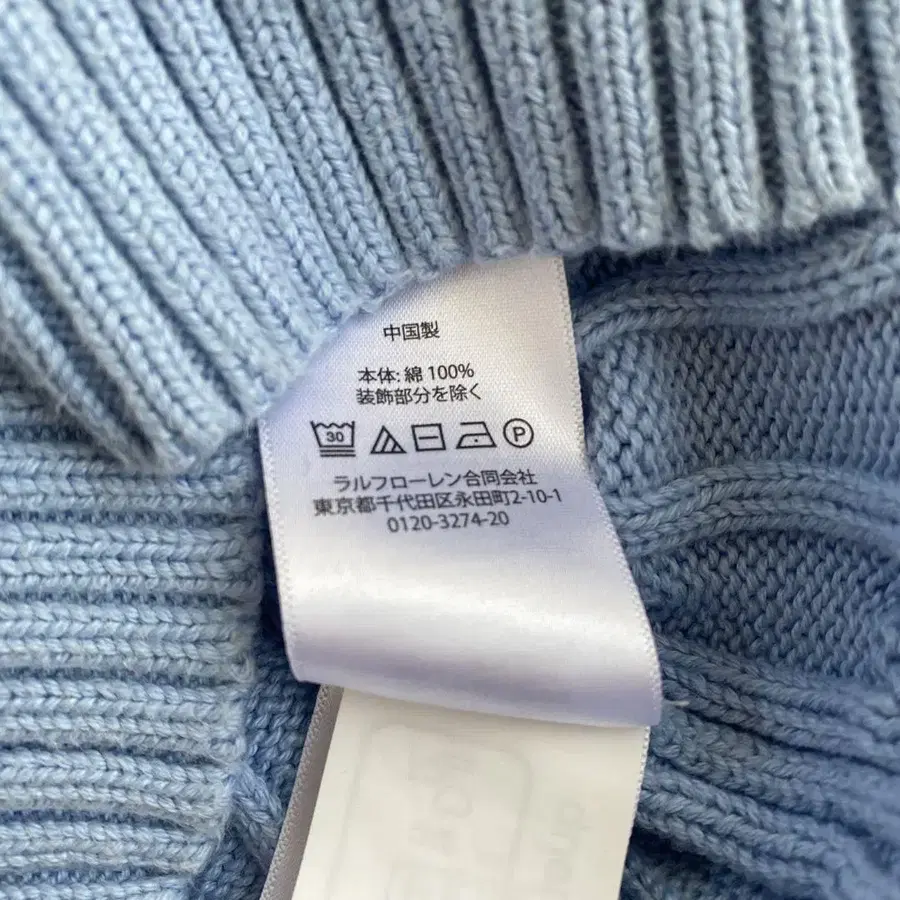 中国製
本体: 綿 100%
装飾部分を除く
30 P
ラルフローレン合同会社
東京都千代田区永田町2-10-1
0120-3274-20